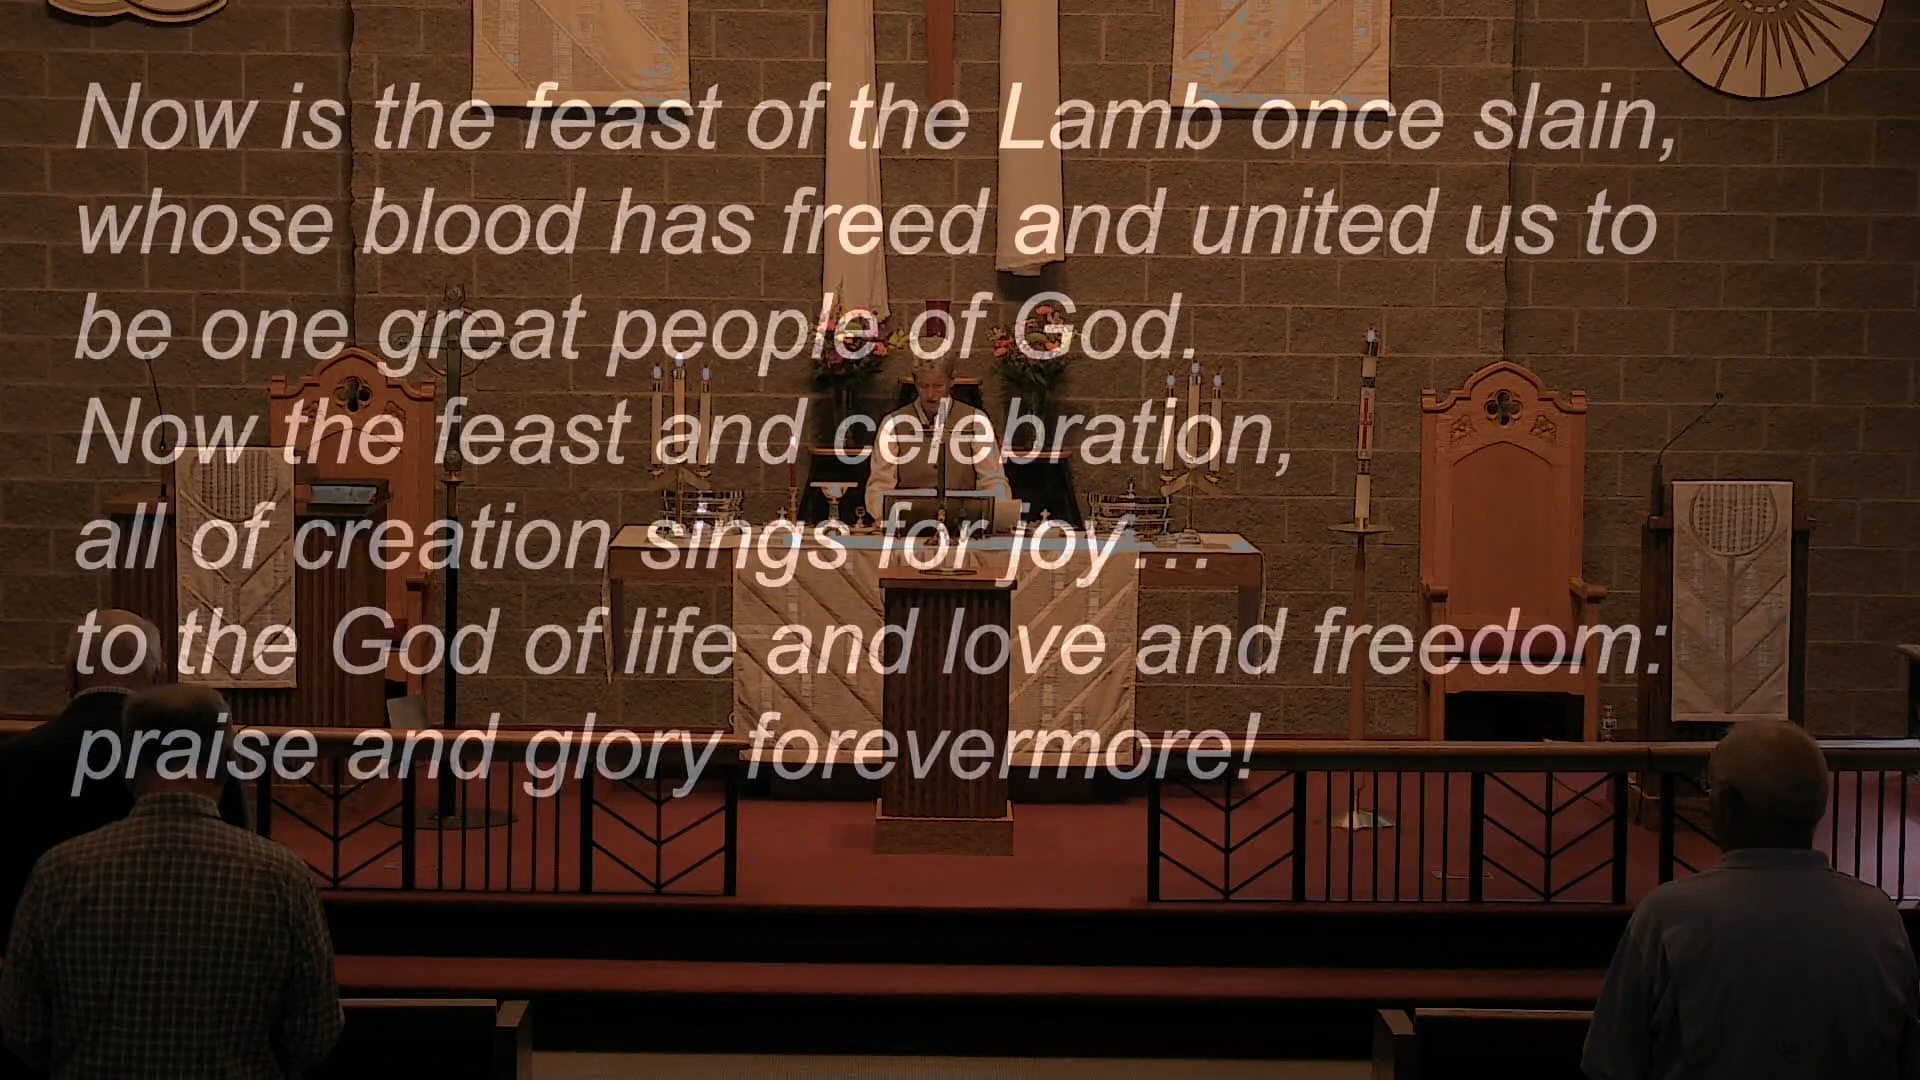 Now is the feast of the Lamb once slain,
whose blood has freed and united us to
be one great people of God.
Now the feast and celebration,
all of creation sings for joy…
to the God of life and love and freedom:
praise and glory forevermore!